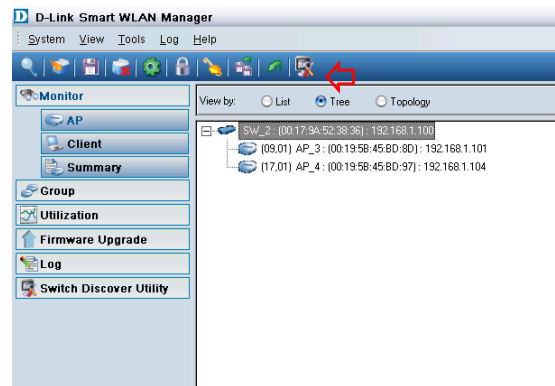 D-Link Smart WLAN Manager
System View Tools Log Help
Monitor
AP
Client
Summary
Group
Utilization
Firmware Upgrade
Log
Switch Discover Utility
View by: List Tree Topology
SW_2 : (00:17:9A:52:38:36) : 192.168.1.100
(09,01) AP_3 : (00:19:5B:45:BD:8D) : 192.168.1.101
(17,01) AP_4 : (00:19:5B:45:BD:97) : 192.168.1.104